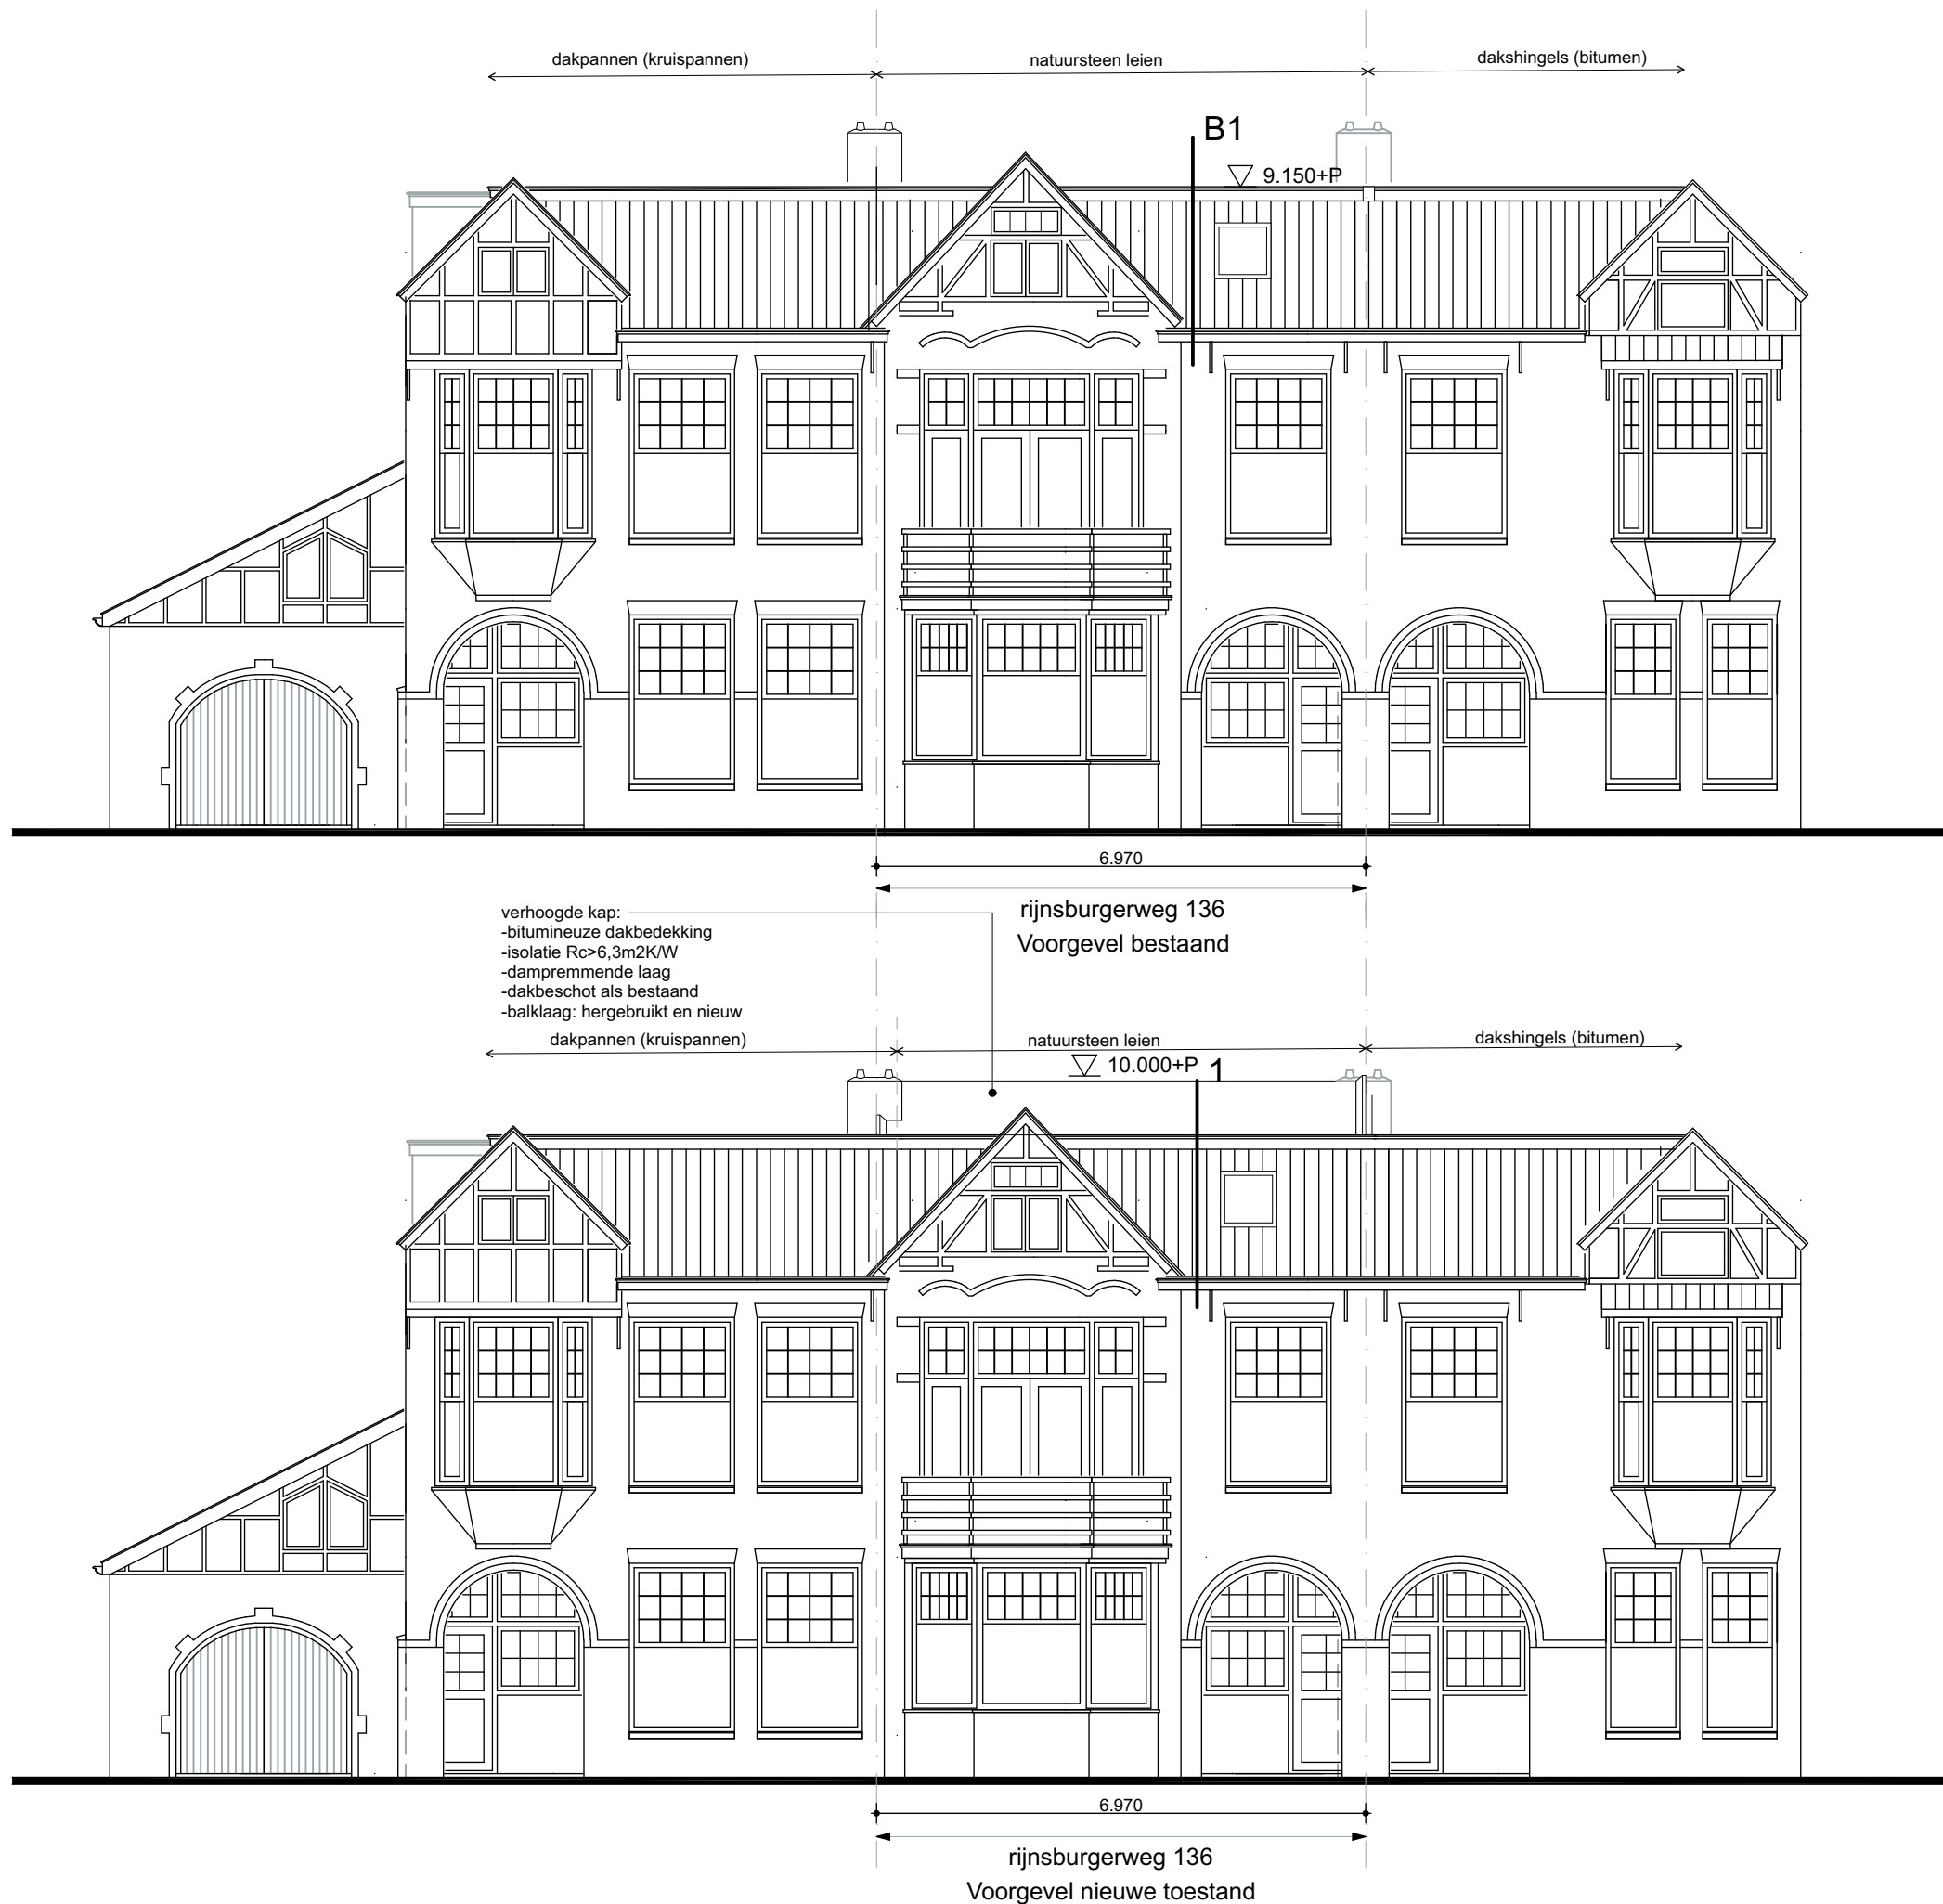 dakpannen (kruispannen)
natuursteen leien
dakshingels (bitumen)
B1
9.150+P
6.970
rijnsburgerweg 136
Voorgevel bestaand
verhoogde kap:
-bitumineuze dakbedekking
-isolatie Rc>6,3m2K/W
-dampremmende laag
-dakbeschot als bestaand
-balklaag: hergebruikt en nieuw
dakpannen (kruispannen)
natuursteen leien
dakshingels (bitumen)
10.000+P
1
6.970
rijnsburgerweg 136
Voorgevel nieuwe toestand